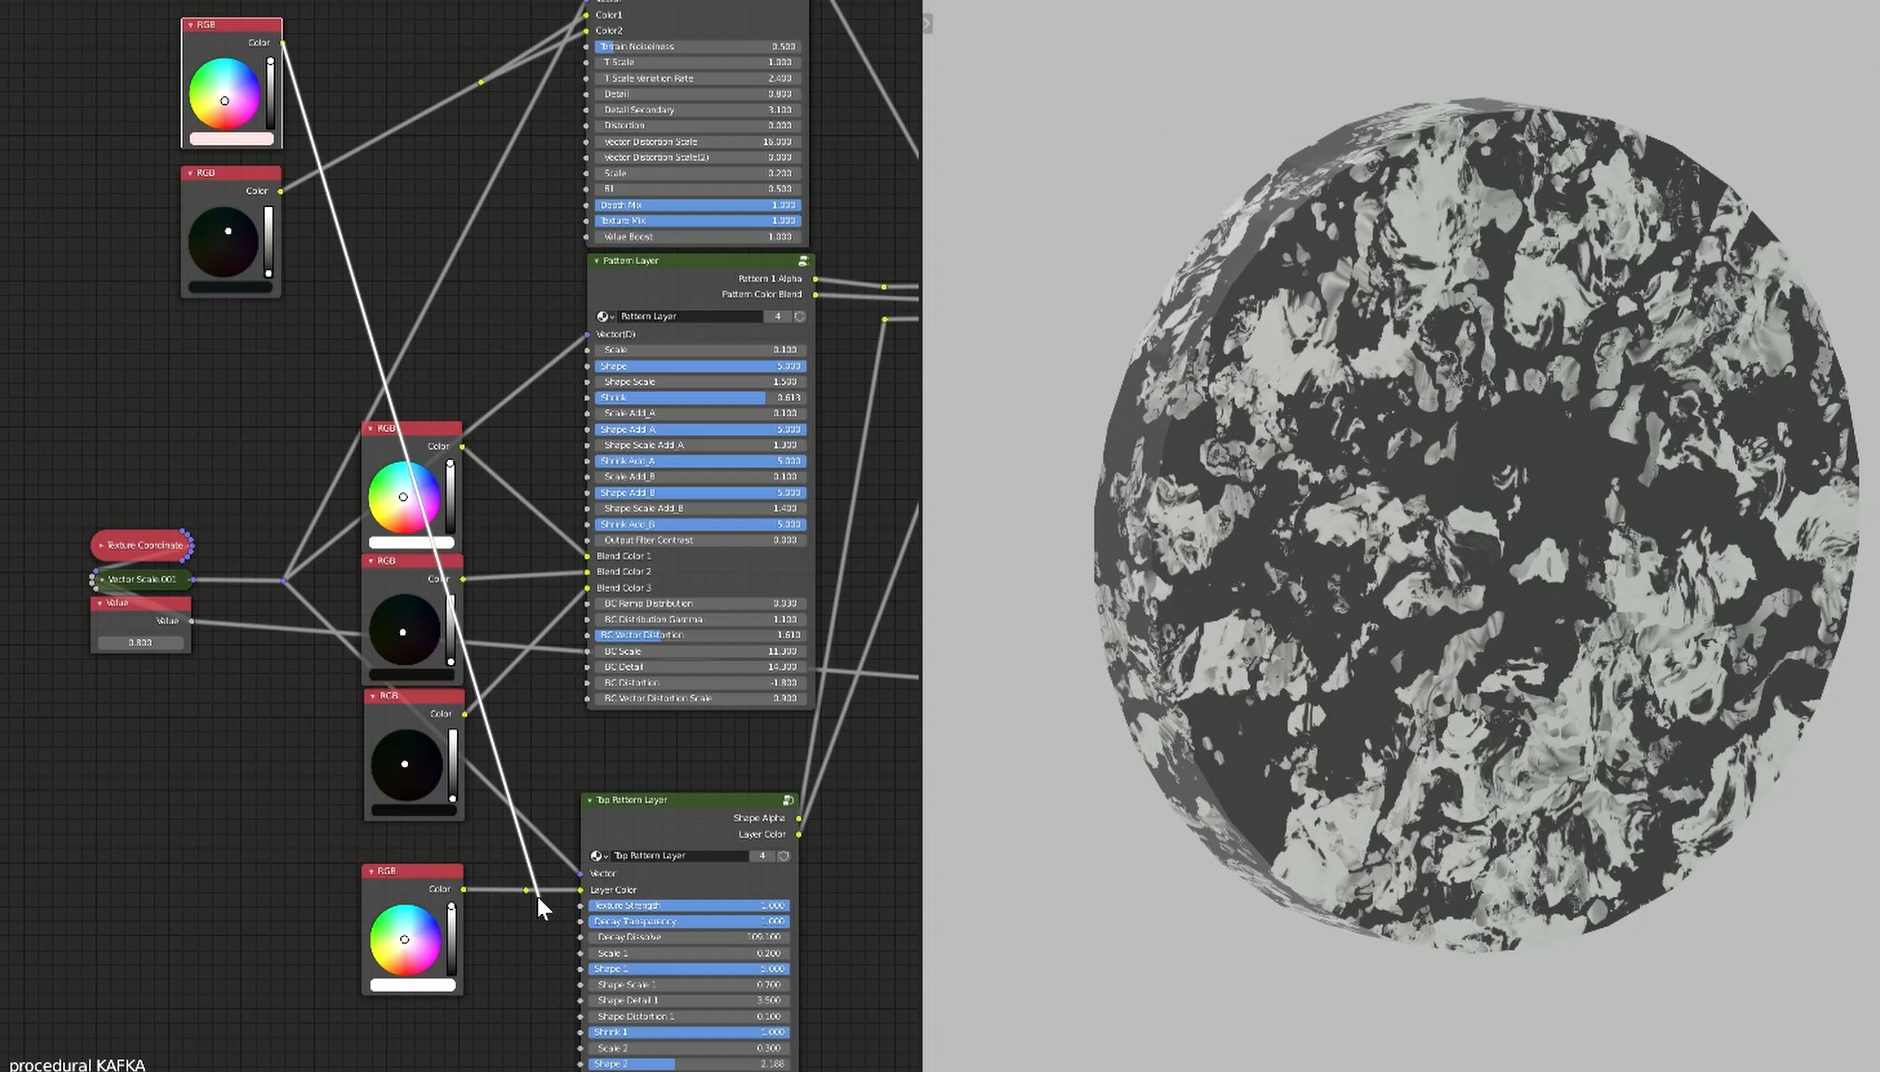 RGB
Color
RGB
Color
Color1
Color2
Terrain Noiseiness 0.500
T Scale 1.000
T Scale Variation Rate 2.400
Detail 0.800
Detail Secondary 3.100
Distortion 0.000
Vector Distortion Scale 16.000
Vector Distortion Scale(2) 0.000
Scale 0.200
0.500
Depth Mix 1.000
Texture Mix 1.000
Value Boost 1.000
Pattern Layer
Pattern 1 Alpha
Pattern Color Blend
Pattern Layer 4
Vector(D)
Scale 0.100
Shape 5.000
Shape Scale 1.500
Shrink 0.613
Scale Add_A 0.100
Shape Add_A 5.000
Shape Scale Add_A 1.300
Shrink Add_A 5.000
Scale Add_B 0.100
Shape Add_B 5.000
Shape Scale Add_B 1.400
Shrink Add_B 5.000
Output Filter Contrast 0.000
Blend Color 1
Blend Color 2
Blend Color 3
BC Ramp Distribution 0.030
BC Distribution Gamma 1.100
BC Vector Distortion 1.610
BC Scale 11.900
BC Detail 14.300
BC Distortion -1.800
BC Vector Distortion Scale 0.900
RGB
Color
RGB
Color
RGB
Color
Texture Coordinate
Vector Scale.001
Value
Value
0.800
RGB
Color
Top Pattern Layer
Shape Alpha
Layer Color
Top Pattern Layer 4
Vector
Layer Color
Texture Strength 1.000
Decay Transparency 1.000
Decay Dissolve 109.100
Scale 1 0.200
Shape 1 5.000
Shape Scale 1 0.700
Shape Detail 1 3.500
Shape Distortion 1 0.100
Shrink 1 1.000
Scale 2 0.300
Shape 2 2.188
procedural KAFKA